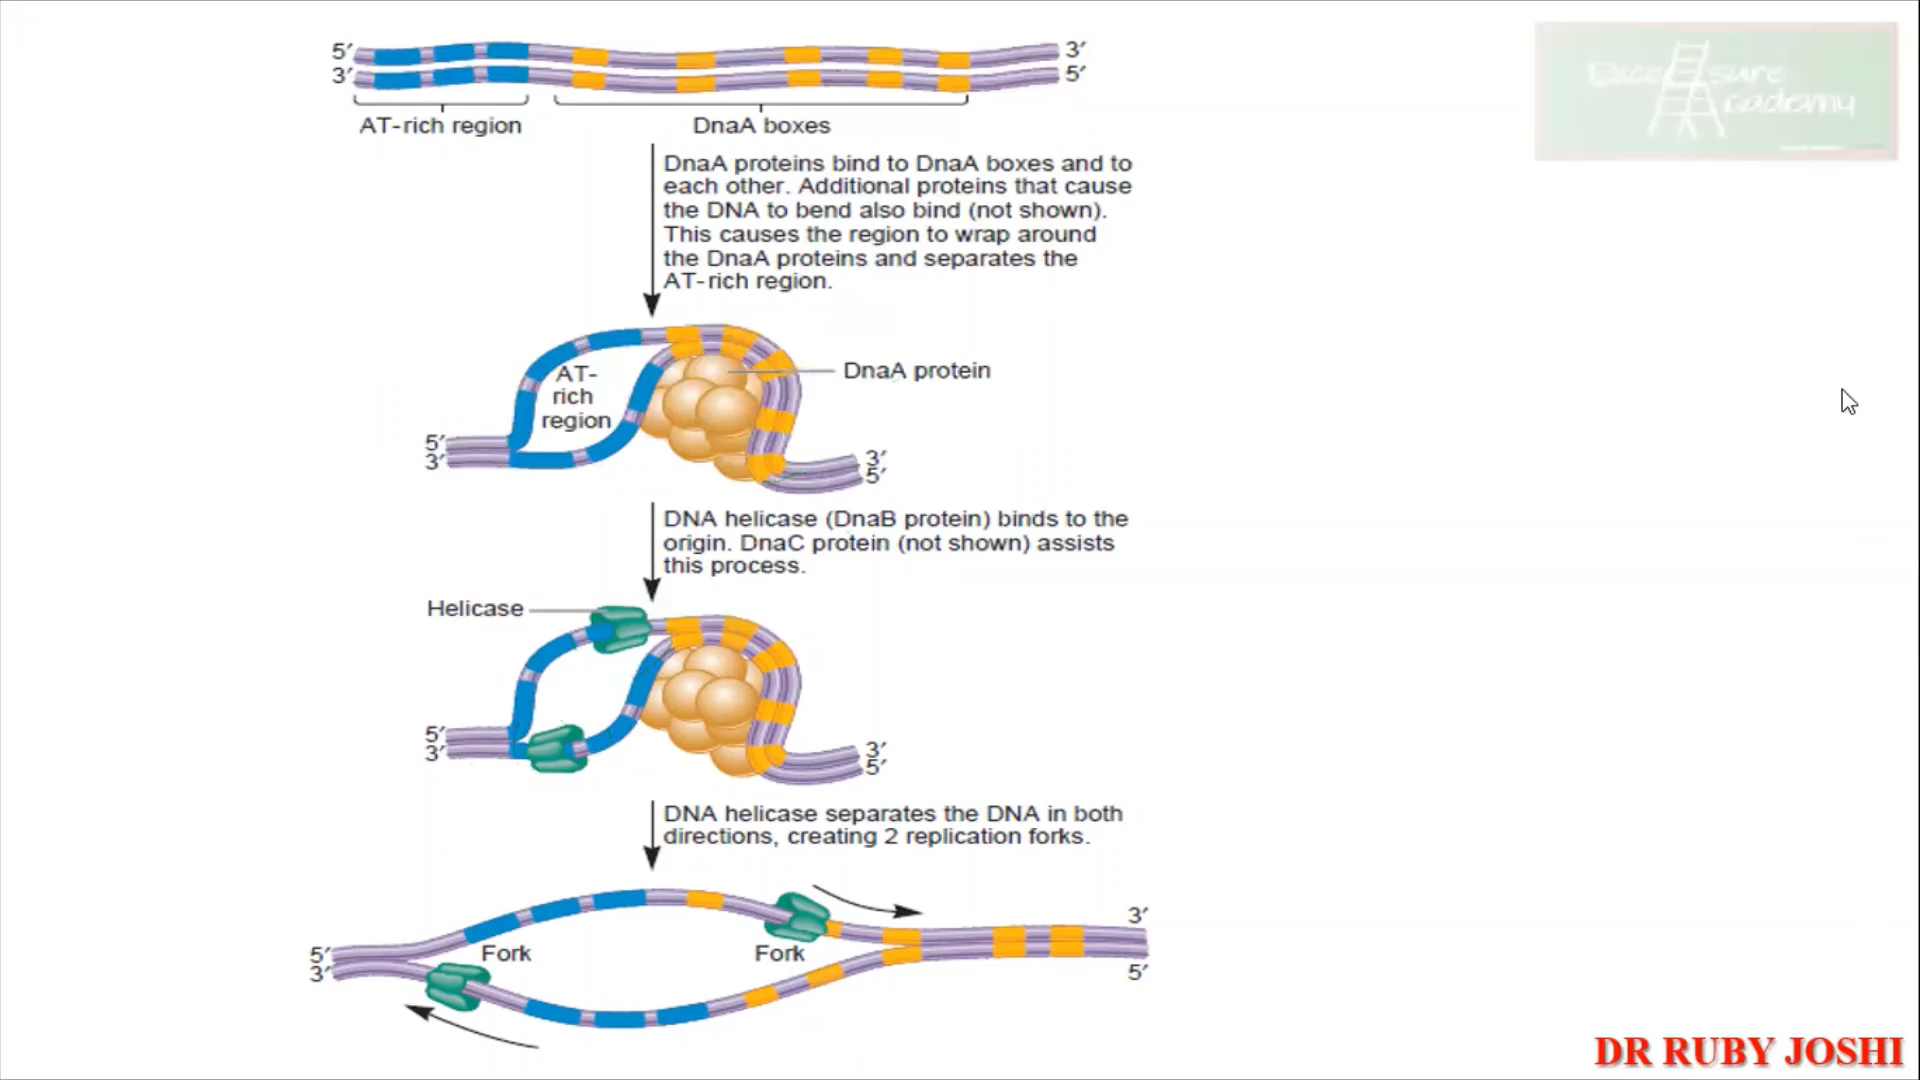 5′ 3′
3′ 5′
AT-rich region DnaA boxes
DnaA proteins bind to DnaA boxes and to
each other. Additional proteins that cause
the DNA to bend also bind (not shown).
This causes the region to wrap around
the DnaA proteins and separates the
AT-rich region.
AT-
rich
region
DnaA protein
5′ 3′
3′ 5′
DNA helicase (DnaB protein) binds to the
origin. DnaC protein (not shown) assists
this process.
Helicase
5′ 3′
3′ 5′
DNA helicase separates the DNA in both
directions, creating 2 replication forks.
3′
5′ Fork Fork
3′ 5′
DR RUBY JOSHI